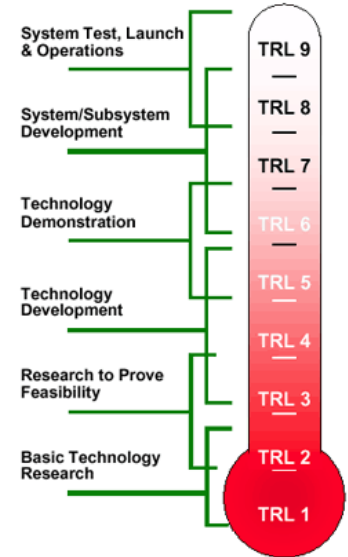 System Test, Launch
& Operations
System/Subsystem
Development
Technology
Demonstration
Technology
Development
Research to Prove
Feasibility
Basic Technology
Research
TRL 9
TRL 8
TRL 7
TRL 6
TRL 5
TRL 4
TRL 3
TRL 2
TRL 1